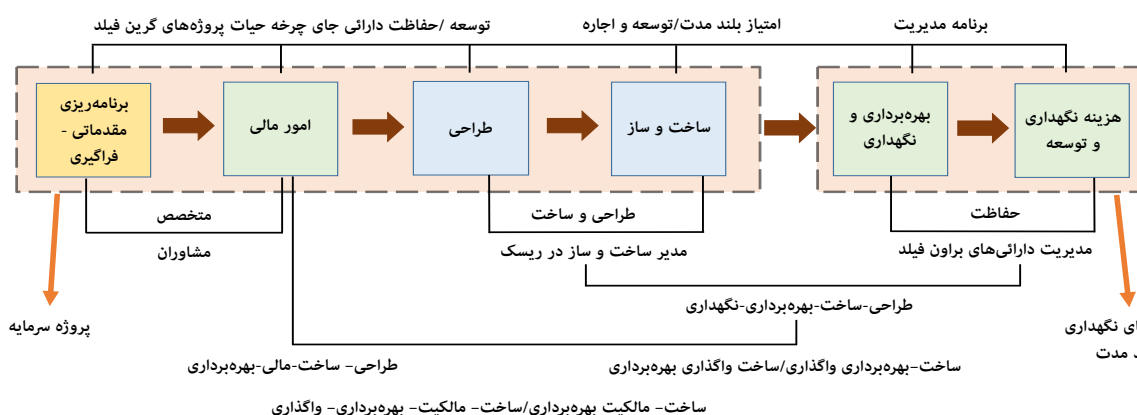 برنامه مدیریت
امتیاز بلند مدت/توسعه و اجاره
توسعه /حفاظت دارائی جای چرخه حیات پروژه‌های گرین فیلد
برنامه‌ریزی
مقدماتی -
فراگیری
امور مالی
طراحی
ساخت و ساز
بهره‌برداری و
نگهداری
هزینه نگهداری
و توسعه
متخصص
مشاوران
طراحی و ساخت
مدیر ساخت و ساز در ریسک
حفاظت
مدیریت دارائی‌های براون فیلد
طراحی-ساخت-بهره‌برداری-نگهداری
پروژه سرمایه
نگهداری
مدت
طراحی- ساخت-مالی-بهره‌برداری
ساخت-بهره‌برداری واگذاری/ساخت واگذاری بهره‌برداری
ساخت- مالکیت بهره‌برداری/ساخت- مالکیت- بهره‌برداری- واگذاری